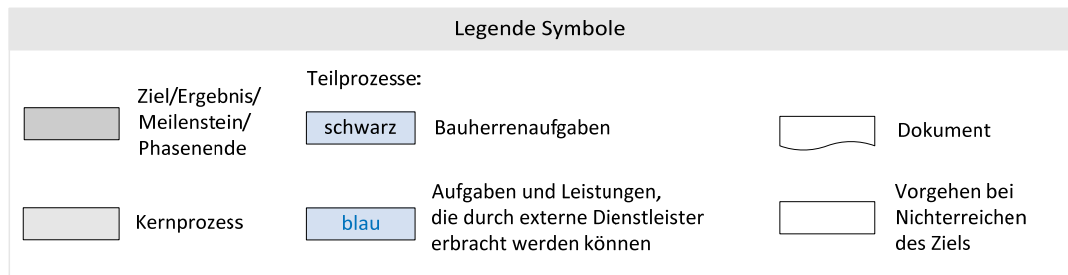 Legende Symbole
Ziel/Ergebnis/
Meilenstein/
Phasenende
Kernprozess
Teilprozesse:
schwarz
Bauherrenaufgaben
blau
Aufgaben und Leistungen,
die durch externe Dienstleister
erbracht werden können
Dokument
Vorgehen bei
Nichterreichen
des Ziels